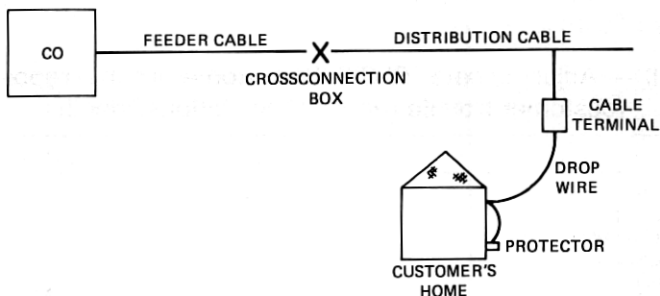 CO
FEEDER CABLE
DISTRIBUTION CABLE
CROSSCONNECTION
BOX
CABLE
TERMINAL
DROP
WIRE
PROTECTOR
CUSTOMER'S
HOME